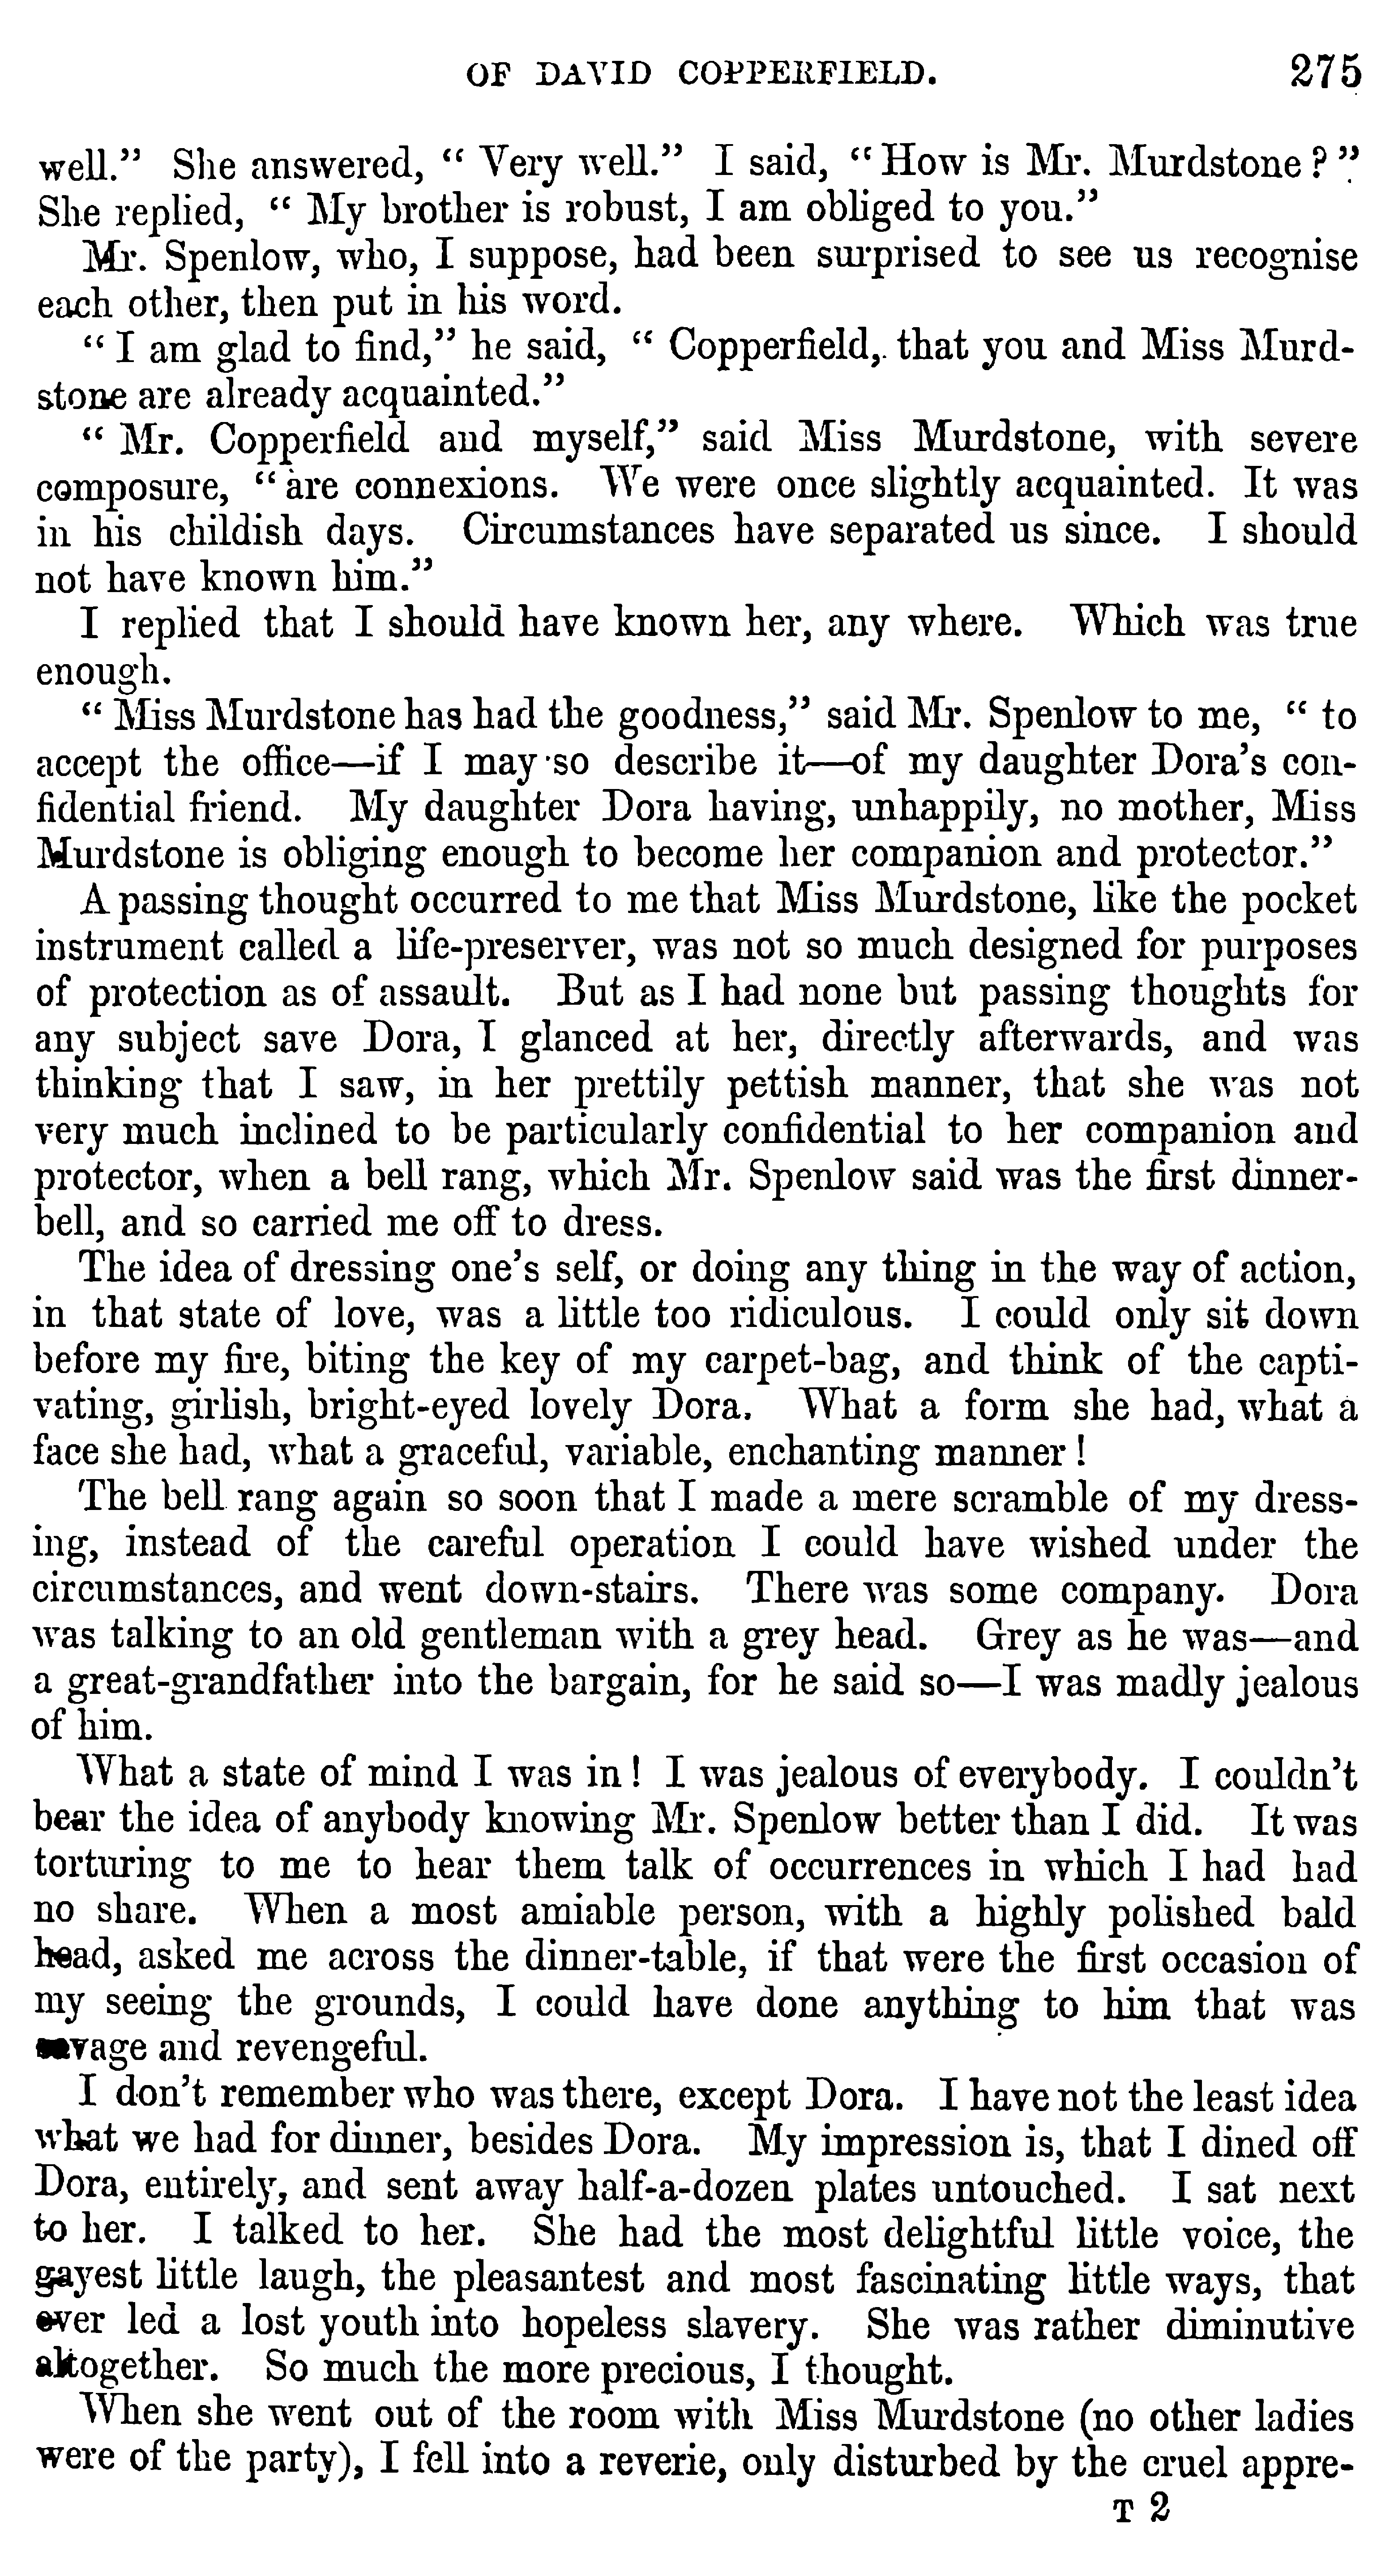 OF DAVID COPPERFIELD. 275
well.” She answered, “ Very well.” I said, “ How is Mr. Murdstone ? ”
She replied, “ My brother is robust, I am obliged to you.”
Mr. Spenlow, who, I suppose, had been surprised to see us recognise
each other, then put in his word.
“ I am glad to find,” he said, “ Copperfield, that you and Miss Murd-
stone are already acquainted.”
“ Mr. Copperfield and myself,” said Miss Murdstone, with severe
composure, “ are connexions. We were once slightly acquainted. It was
in his childish days. Circumstances have separated us since. I should
not have known him.”
I replied that I should have known her, any where. Which was true
enough.
“ Miss Murdstone has had the goodness,” said Mr. Spenlow to me, “ to
accept the office—if I may so describe it—of my daughter Dora’s con-
fidential friend. My daughter Dora having, unhappily, no mother, Miss
Murdstone is obliging enough to become her companion and protector.”
A passing thought occurred to me that Miss Murdstone, like the pocket
instrument called a life-preserver, was not so much designed for purposes
of protection as of assault. But as I had none but passing thoughts for
any subject save Dora, I glanced at her, directly afterwards, and was
thinking that I saw, in her prettily pettish manner, that she was not
very much inclined to be particularly confidential to her companion and
protector, when a bell rang, which Mr. Spenlow said was the first dinner-
bell, and so carried me off to dress.
The idea of dressing one’s self, or doing any thing in the way of action,
in that state of love, was a little too ridiculous. I could only sit down
before my fire, biting the key of my carpet-bag, and think of the capti-
vating, girlish, bright-eyed lovely Dora. What a form she had, what a
face she had, what a graceful, variable, enchanting manner !
The bell rang again so soon that I made a mere scramble of my dress-
ing, instead of the careful operation I could have wished under the
circumstances, and went down-stairs. There was some company. Dora
was talking to an old gentleman with a grey head. Grey as he was—and
a great-grandfather into the bargain, for he said so—I was madly jealous
of him.
What a state of mind I was in ! I was jealous of everybody. I couldn’t
bear the idea of anybody knowing Mr. Spenlow better than I did. It was
torturing to me to hear them talk of occurrences in which I had had
no share. When a most amiable person, with a highly polished bald
head, asked me across the dinner-table, if that were the first occasion of
my seeing the grounds, I could have done anything to him that was
savage and revengeful.
I don’t remember who was there, except Dora. I have not the least idea
what we had for dinner, besides Dora. My impression is, that I dined off
Dora, entirely, and sent away half-a-dozen plates untouched. I sat next
to her. I talked to her. She had the most delightful little voice, the
gayest little laugh, the pleasantest and most fascinating little ways, that
ever led a lost youth into hopeless slavery. She was rather diminutive
altogether. So much the more precious, I thought.
When she went out of the room with Miss Murdstone (no other ladies
were of the party), I fell into a reverie, only disturbed by the cruel appre-
T 2